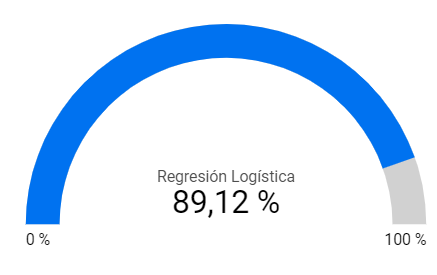 Regresión Logística
89,12 %
0 %
100 %